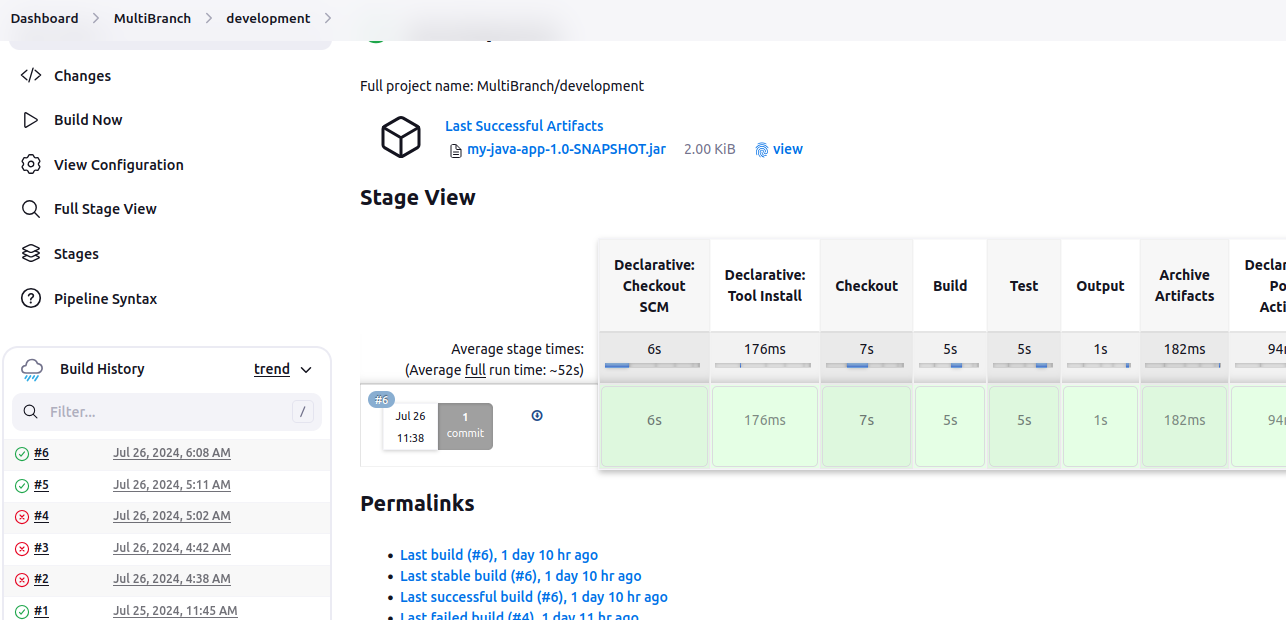 Dashboard > MultiBranch > development >
Changes
Build Now
View Configuration
Full Stage View
Stages
Pipeline Syntax
Build History trend
Filter... /
#6 Jul 26, 2024, 6:08 AM
#5 Jul 26, 2024, 5:11 AM
#4 Jul 26, 2024, 5:02 AM
#3 Jul 26, 2024, 4:42 AM
#2 Jul 26, 2024, 4:38 AM
#1 Jul 25, 2024, 11:45 AM
Full project name: MultiBranch/development
Last Successful Artifacts
my-java-app-1.0-SNAPSHOT.jar 2.00 KiB view
Stage View
Declarative:
Checkout
SCM
Declarative:
Tool Install
Checkout
Build
Test
Output
Archive
Artifacts
Average stage times:
(Average full run time: ~52s)
6s 176ms 7s 5s 5s 1s 182ms
#6
Jul 26
11:38
1
commit
6s 176ms 7s 5s 5s 1s 182ms
Permalinks
Last build (#6), 1 day 10 hr ago
Last stable build (#6), 1 day 10 hr ago
Last successful build (#6), 1 day 10 hr ago
Last failed build (#4), 1 day 11 hr ago